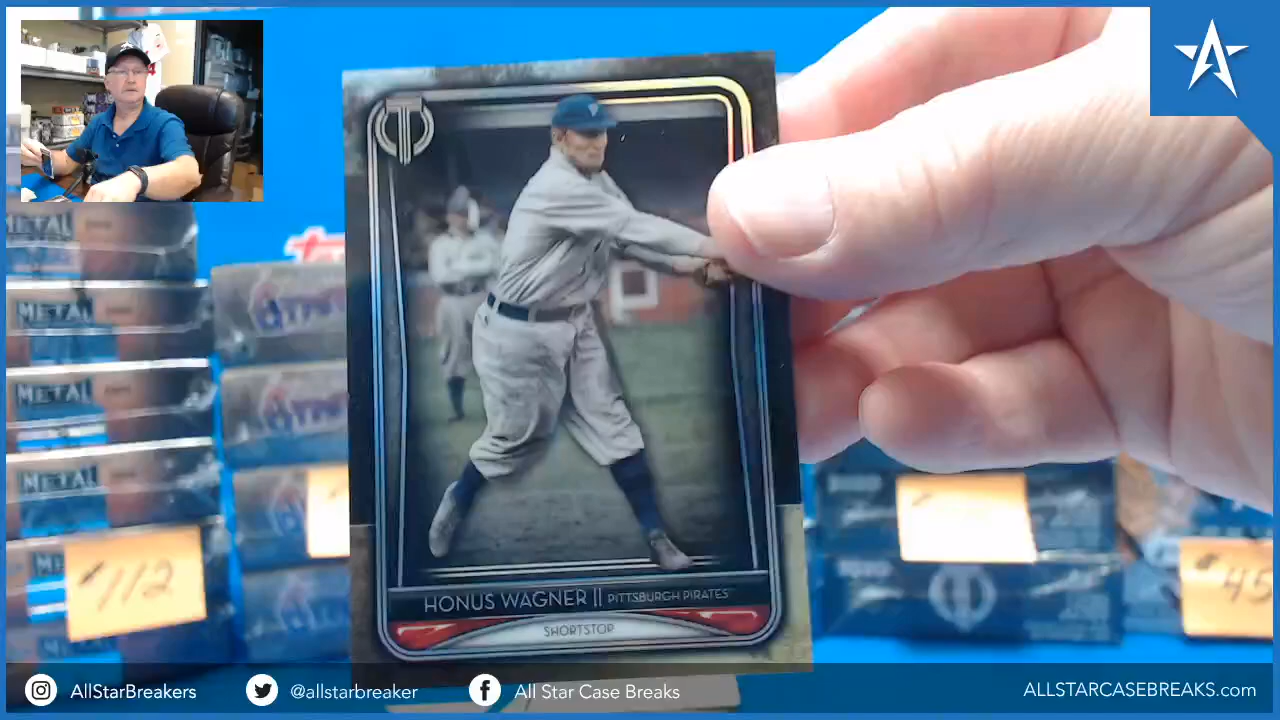 METAL
METAL
METAL
METAL
#112
HONUS WAGNER || PITTSBURGH PIRATES
SHORTSTOP
#45
AllStarBreakers
@allstarbreaker
All Star Case Breaks
ALLSTARCASEBREAKS.com